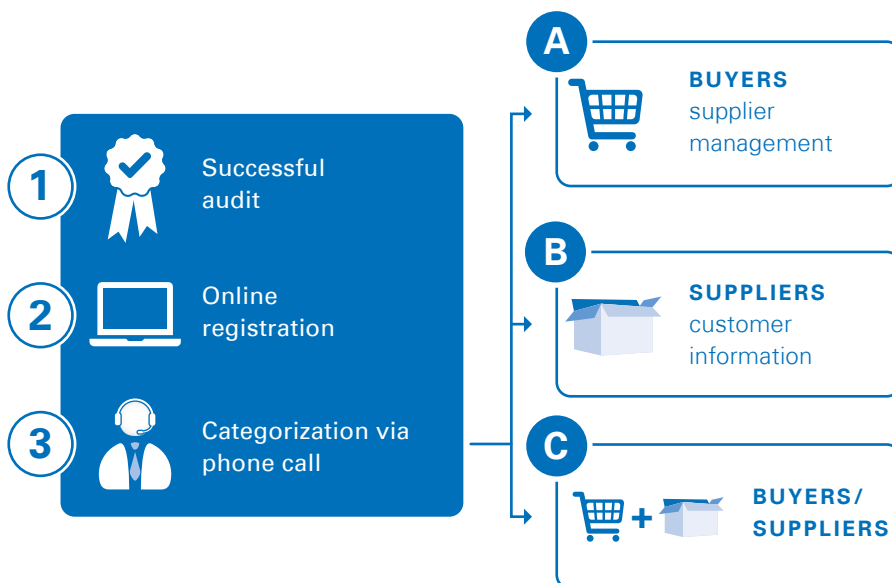 1
Successful
audit
2
Online
registration
3
Categorization via
phone call
A
BUYERS
supplier
management
B
SUPPLIERS
customer
information
C
+
BUYERS/
SUPPLIERS